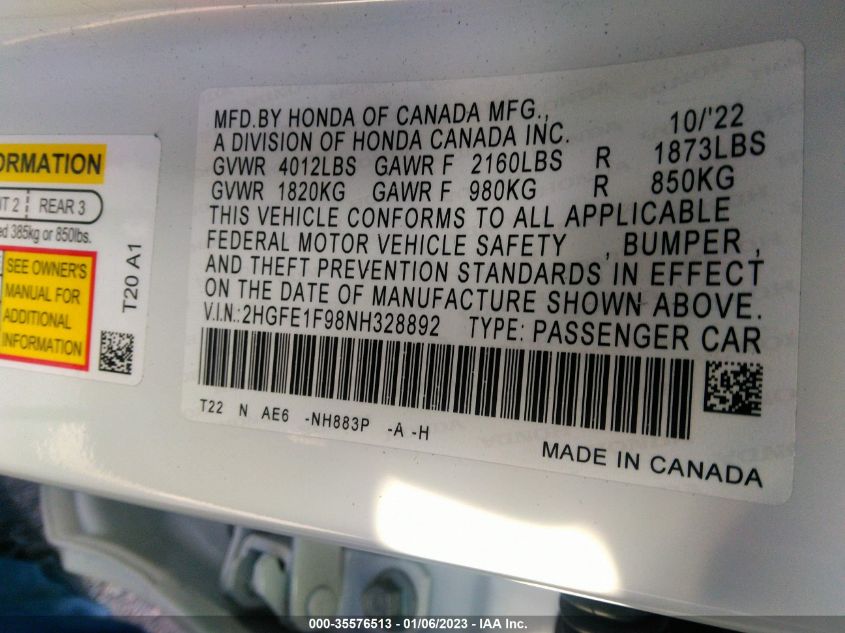 ORMATION
2 REAR 3
385kg or 850lbs.
SEE OWNER'S
MANUAL FOR
ADDITIONAL
INFORMATION
T20 A1
MFD.BY HONDA OF CANADA MFG.,
A DIVISION OF HONDA CANADA INC. 10/'22
GVWR 4012LBS GAWR F 2160LBS R 1873LBS
GVWR 1820KG GAWR F 980KG R 850KG
THIS VEHICLE CONFORMS TO ALL APPLICABLE
FEDERAL MOTOR VEHICLE SAFETY , BUMPER ,
AND THEFT PREVENTION STANDARDS IN EFFECT
ON THE DATE OF MANUFACTURE SHOWN ABOVE.
V.I.N.:2HGFE1F98NH328892 TYPE: PASSENGER CAR
T22 N AE6 -NH883P -A -H
MADE IN CANADA
000-35576513 - 01/06/2023 - IAA Inc.